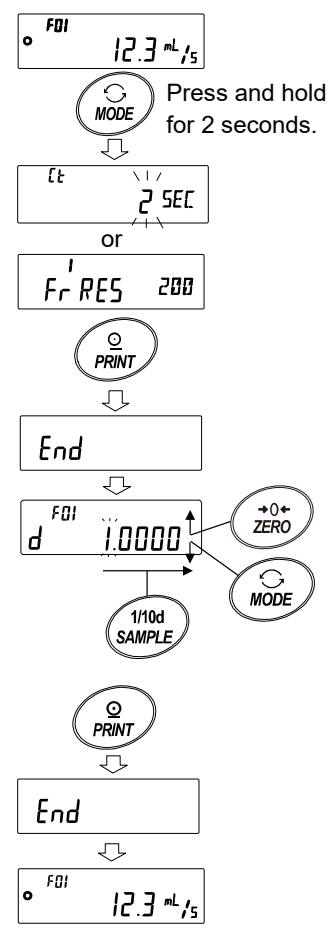 F01
12.3 mL/s
MODE
Press and hold
for 2 seconds.
Ct
2 SEC
or
1
Fr RES 200
PRINT
End
F01
d 1.0000
→0←
ZERO
MODE
1/10d
SAMPLE
PRINT
End
F01
12.3 mL/s